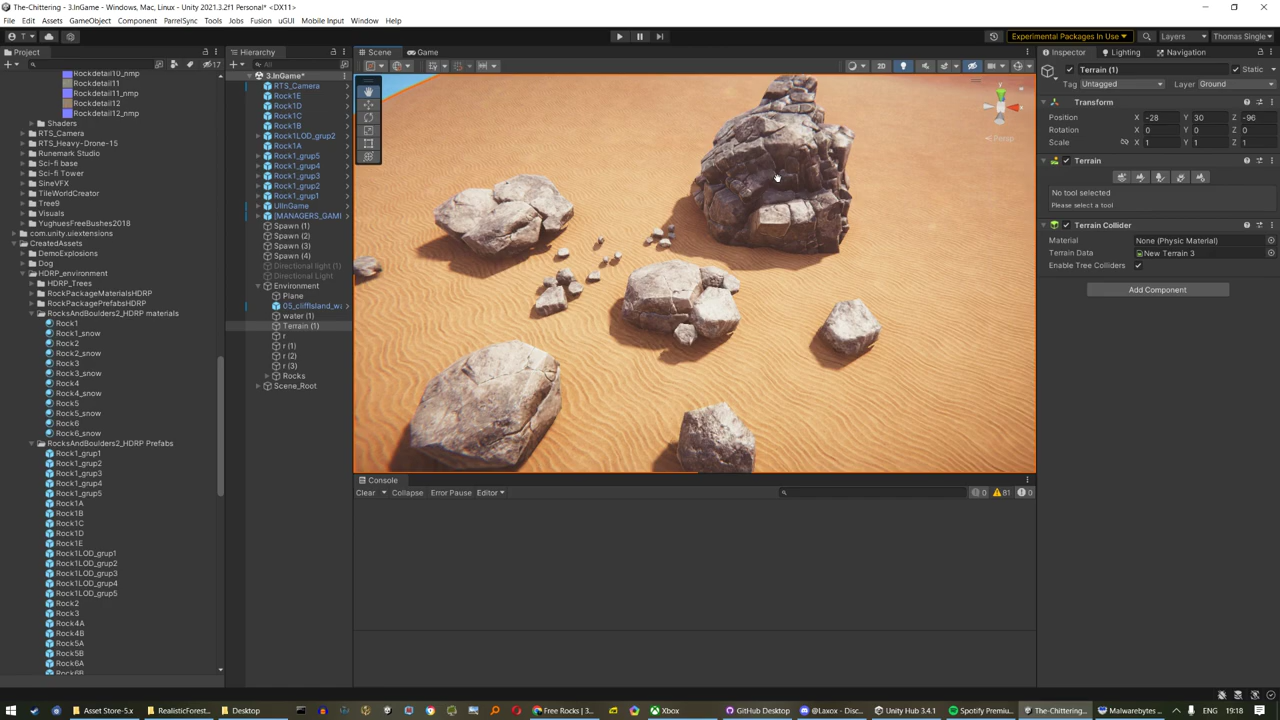 The-Chittering - 3.InGame - Windows, Mac, Linux - Unity 2021.3.2f1 Personal* <DX11>
File Edit Assets GameObject Component ParrelSync Tools Jobs Fusion uGUI Mobile Input Window Help
T
Experimental Packages In Use
Layers
Thomas Single
Project
17
Rockdetail10_nmp
Rockdetail11
Rockdetail11_nmp
Rockdetail12
Rockdetail12_nmp
Shaders
RTS_Camera
RTS_Heavy-Drone-15
Runemark Studio
Sci-fi base
Sci-fi Tower
SineVFX
TileWorldCreator
Tree9
Visuals
YughuesFreeBushes2018
com.unity.uiextensions
CreatedAssets
DemoExplosions
Dog
HDRP_environment
HDRP_Trees
RockPackageMaterialsHDRP
RockPackagePrefabsHDRP
RocksAndBoulders2_HDRP materials
Rock1
Rock1_snow
Rock2
Rock2_snow
Rock3
Rock3_snow
Rock4
Rock4_snow
Rock5
Rock5_snow
Rock6
Rock6_snow
RocksAndBoulders2_HDRP Prefabs
Rock1_grup1
Rock1_grup2
Rock1_grup3
Rock1_grup4
Rock1_grup5
Rock1A
Rock1B
Rock1C
Rock1D
Rock1E
Rock1LOD_grup1
Rock1LOD_grup2
Rock1LOD_grup3
Rock1LOD_grup4
Rock1LOD_grup5
Rock2
Rock3
Rock4A
Rock4B
Rock5A
Rock5B
Rock6A
Rock6B
Hierarchy
All
3.InGame*
RTS_Camera
Rock1E
Rock1D
Rock1C
Rock1B
Rock1LOD_grup2
Rock1A
Rock1_grup5
Rock1_grup4
Rock1_grup3
Rock1_grup2
Rock1_grup1
UIInGame
[MANAGERS_GAMI
Spawn (1)
Spawn (2)
Spawn (3)
Spawn (4)
Directional light (1)
Directional Light
Environment
Plane
05_cliffIsland_w
water (1)
Terrain (1)
r
r (1)
r (2)
r (3)
Rocks
Scene_Root
Scene Game
2D
Persp
Console
Clear Collapse Error Pause Editor
0 81 0
Inspector Lighting Navigation
Terrain (1) Static
Tag Untagged Layer Ground
Transform
Position X -28 Y 30 Z -96
Rotation X 0 Y 0 Z 0
Scale X 1 Y 1 Z 1
Terrain
No tool selected
Please select a tool
Terrain Collider
Material None (Physic Material)
Terrain Data New Terrain 3
Enable Tree Colliders
Add Component
Asset Store-5.x RealisticForest... Desktop Free Rocks | 3... Xbox GitHub Desktop @Laxox - Disc... Unity Hub 3.4.1 Spotify Premiu... The-Chittering... Malwarebytes ENG 19:18